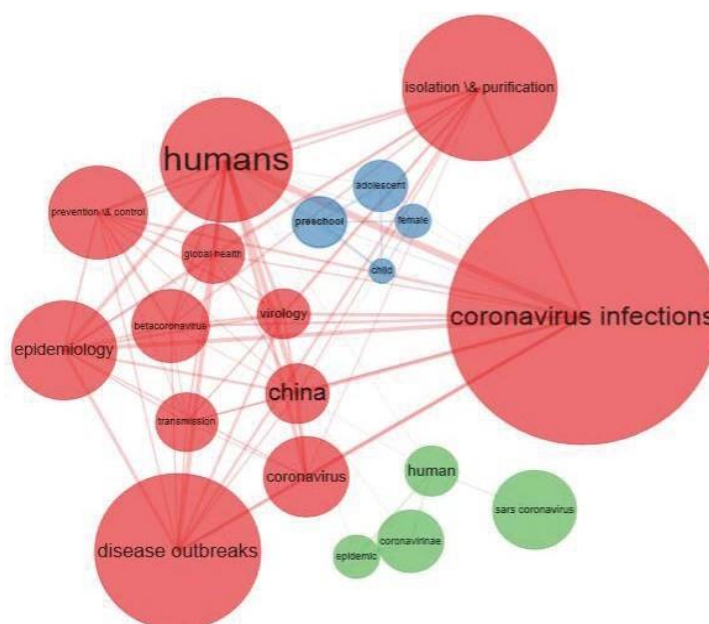 isolation \& purification
humans
adolescent
prevention \& control
preschool
female
global health
child
virology
coronavirus infections
betacoronavirus
epidemiology
china
transmission
human
coronavirus
sars coronavirus
coronavirinae
disease outbreaks
epidemic